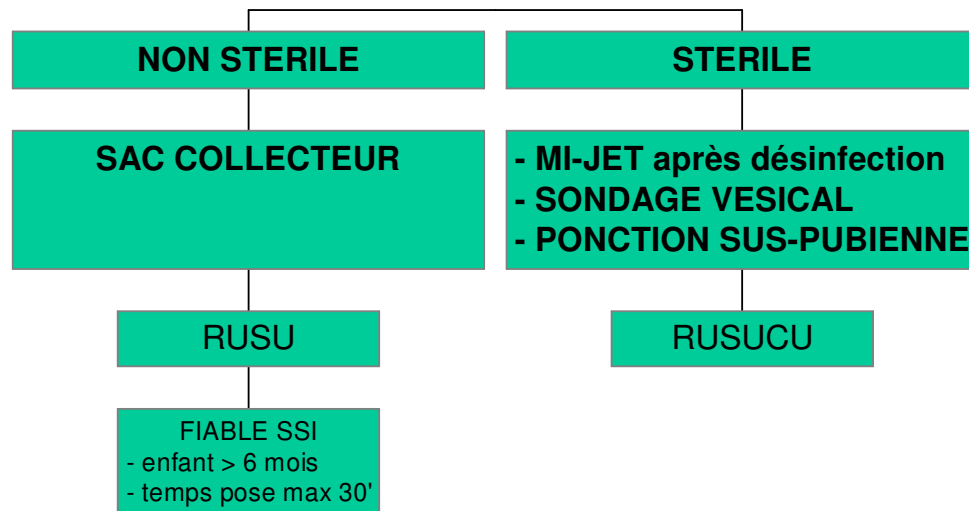 NON STERILE
SAC COLLECTEUR
RUSU
FIABLE SSI
- enfant > 6 mois
- temps pose max 30'
STERILE
- MI-JET après désinfection
- SONDAGE VESICAL
- PONCTION SUS-PUBIENNE
RUSUCU